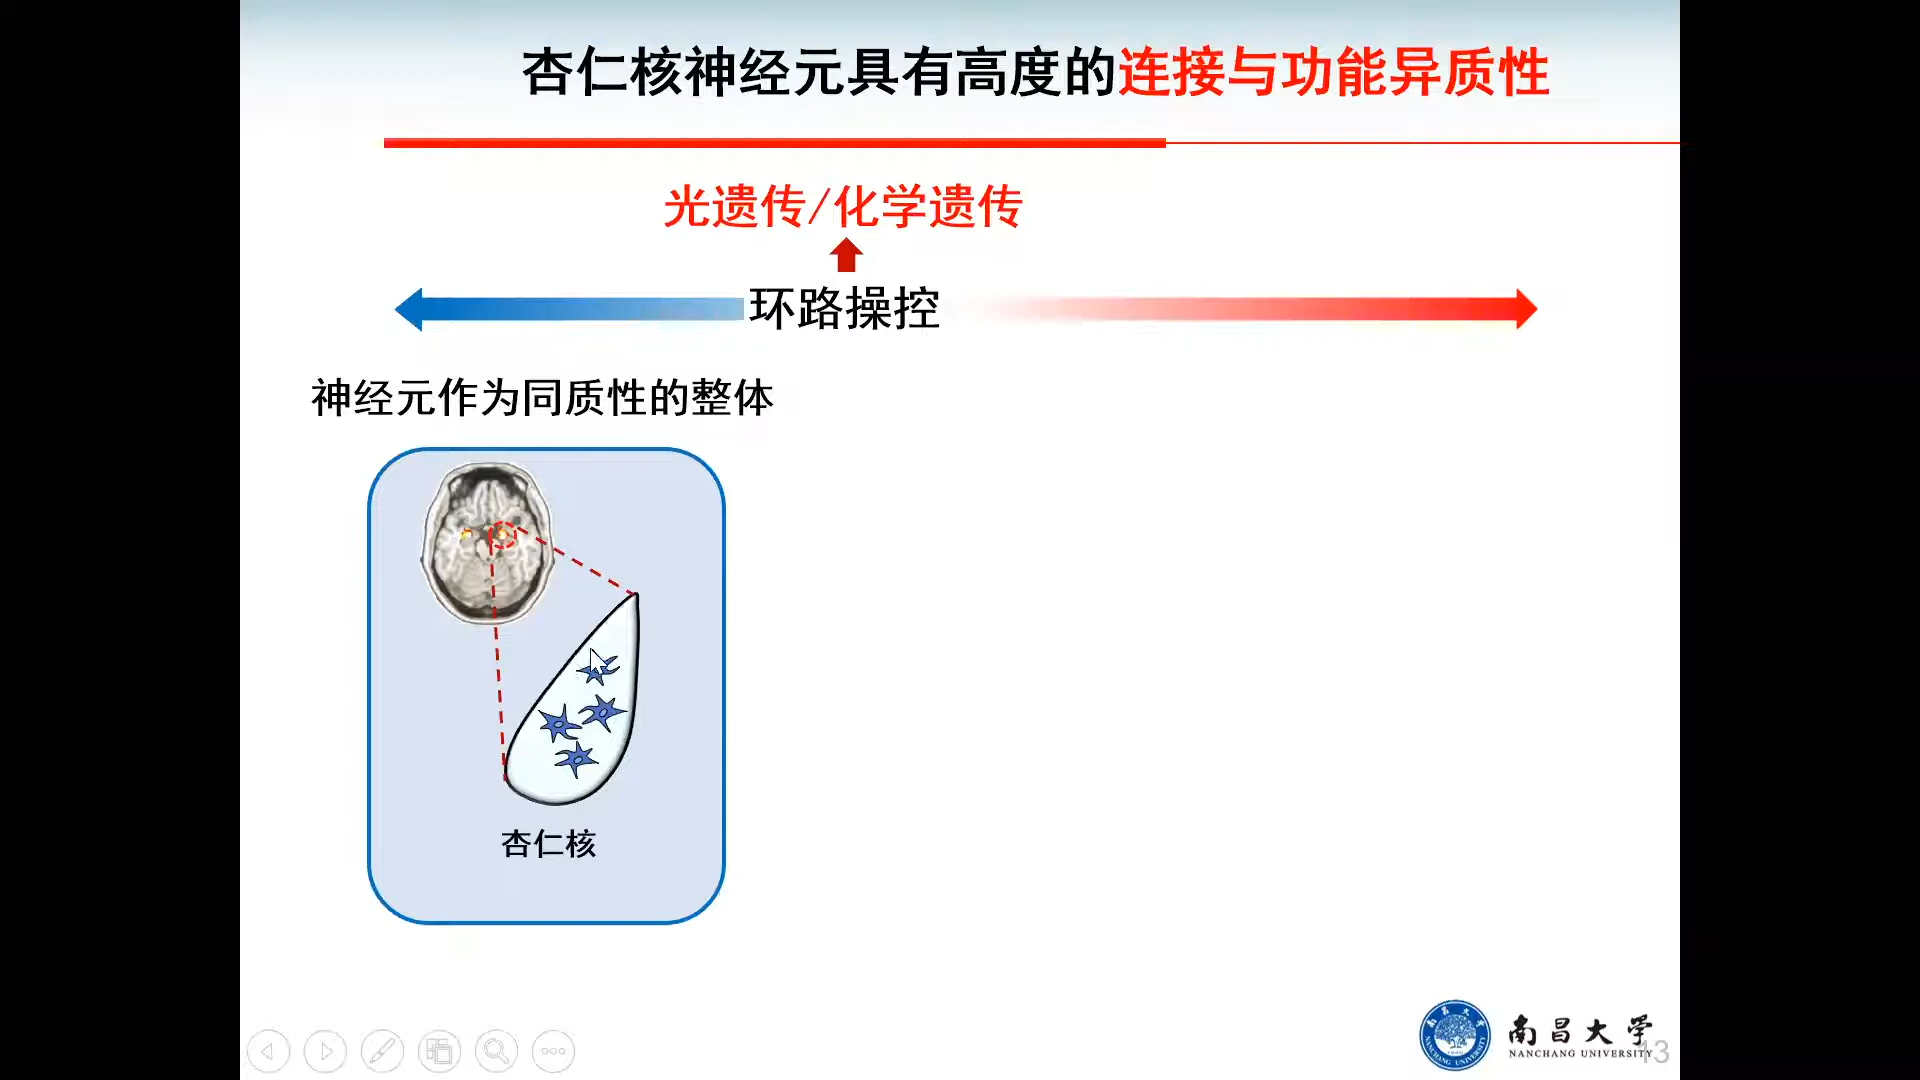 杏仁核神经元具有高度的连接与功能异质性
光遗传/化学遗传
环路操控
神经元作为同质性的整体
杏仁核
南昌大学
NANCHANG UNIVERSITY
13